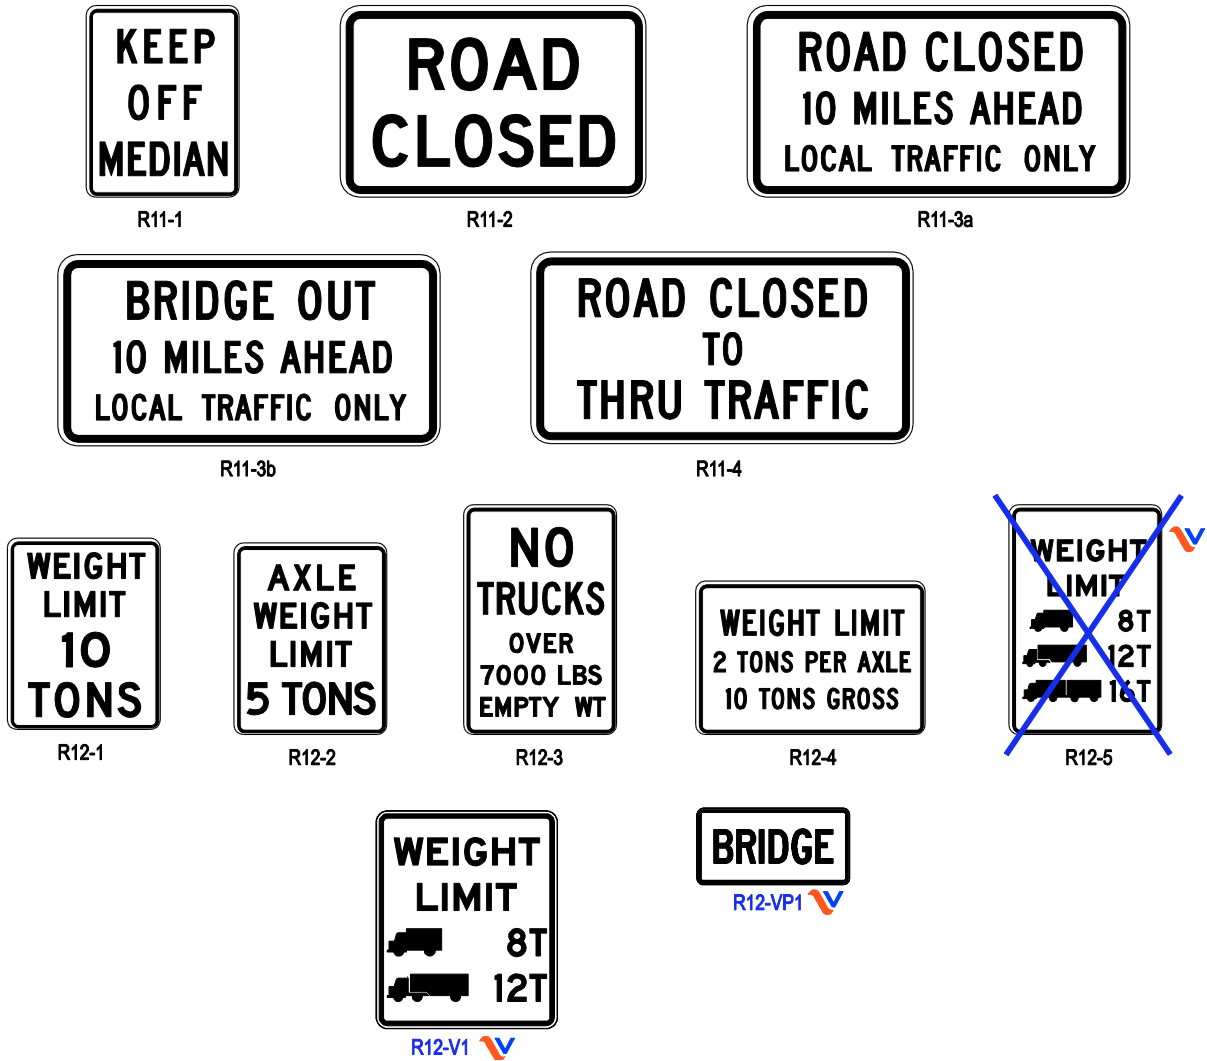 KEEP
OFF
MEDIAN
R11-1
ROAD
CLOSED
R11-2
ROAD CLOSED
10 MILES AHEAD
LOCAL TRAFFIC ONLY
R11-3a
BRIDGE OUT
10 MILES AHEAD
LOCAL TRAFFIC ONLY
R11-3b
ROAD CLOSED
TO
THRU TRAFFIC
R11-4
WEIGHT
LIMIT
10
TONS
R12-1
AXLE
WEIGHT
LIMIT
5 TONS
R12-2
NO
TRUCKS
OVER
7000 LBS
EMPTY WT
R12-3
WEIGHT LIMIT
2 TONS PER AXLE
10 TONS GROSS
R12-4
WEIGHT
LIMIT
8T
12T
16T
R12-5
V
WEIGHT
LIMIT
8T
12T
R12-V1
V
BRIDGE
R12-VP1
V